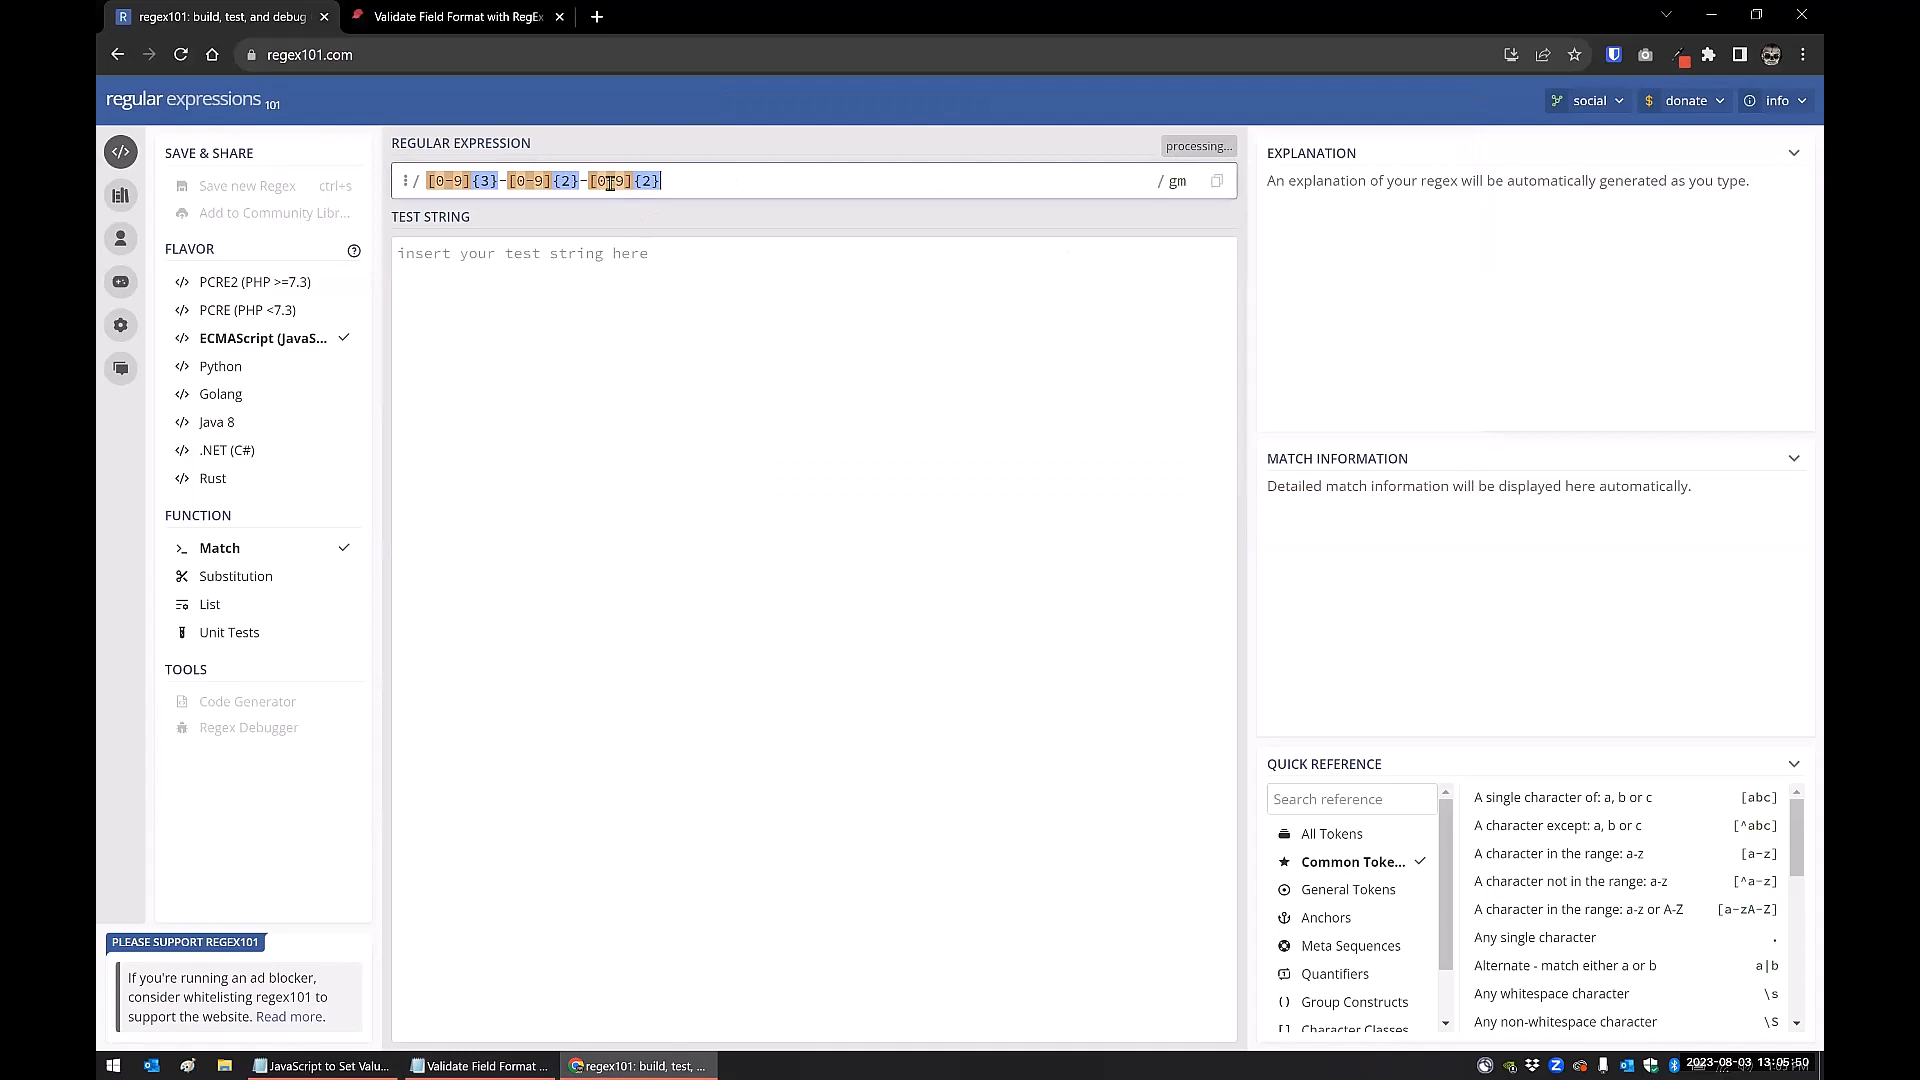 regex101: build, test, and debug
Validate Field Format with RegEx
regex101.com
regular expressions 101
social
$ donate
info
SAVE & SHARE
Save new Regex ctrl+s
Add to Community Libr...
FLAVOR
PCRE2 (PHP >=7.3)
PCRE (PHP <7.3)
ECMAScript (JavaS...
Python
Golang
Java 8
.NET (C#)
Rust
FUNCTION
Match
Substitution
List
Unit Tests
TOOLS
Code Generator
Regex Debugger
PLEASE SUPPORT REGEX101
If you're running an ad blocker,
consider whitelisting regex101 to
support the website. Read more.
REGULAR EXPRESSION
processing...
/ [0-9]{3}-[0-9]{2}-[0-9]{2} / gm
TEST STRING
insert your test string here
EXPLANATION
An explanation of your regex will be automatically generated as you type.
MATCH INFORMATION
Detailed match information will be displayed here automatically.
QUICK REFERENCE
Search reference
All Tokens
Common Toke...
General Tokens
Anchors
Meta Sequences
Quantifiers
Group Constructs
Character Classes
A single character of: a, b or c [abc]
A character except: a, b or c [^abc]
A character in the range: a-z [a-z]
A character not in the range: a-z [^a-z]
A character in the range: a-z or A-Z [a-zA-Z]
Any single character .
Alternate - match either a or b a|b
Any whitespace character \s
Any non-whitespace character \S
JavaScript to Set Valu...
Validate Field Format ...
regex101: build, test, ...
2023-08-03 13:05:50